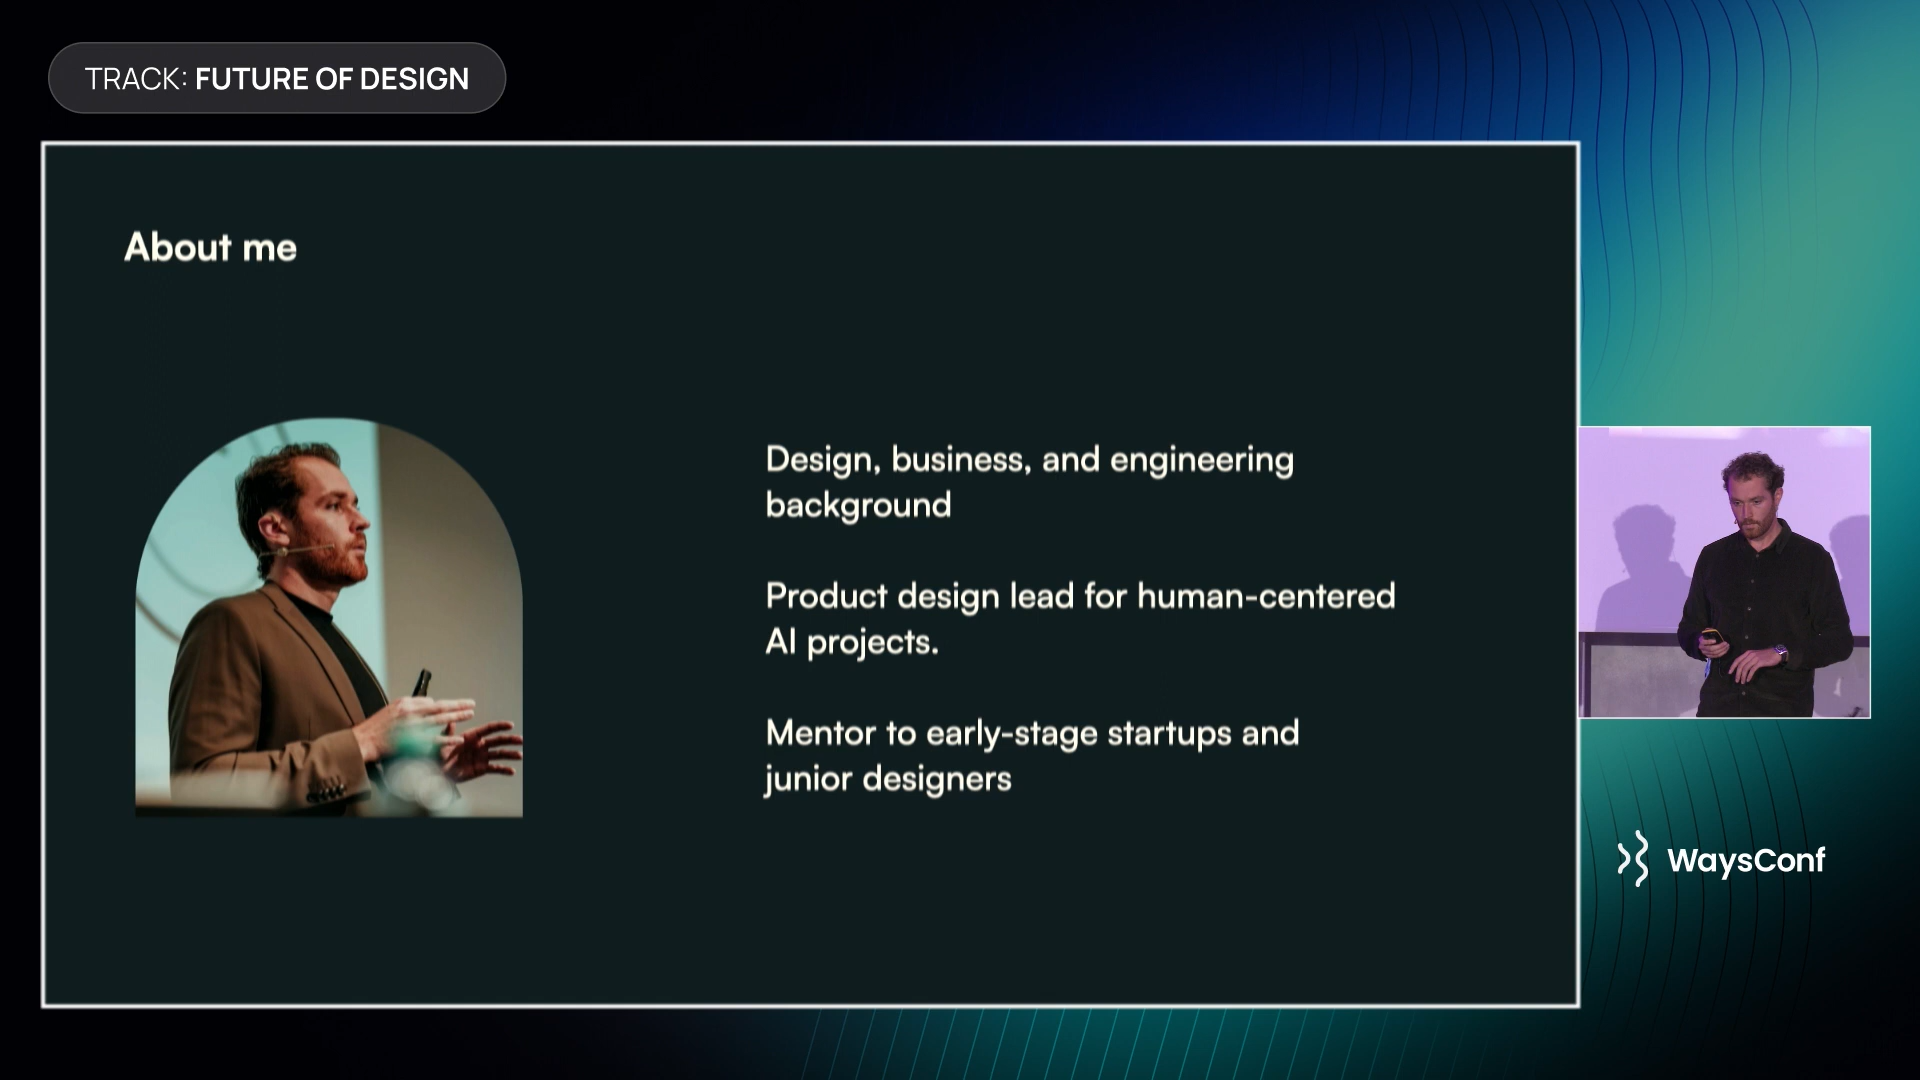 TRACK: FUTURE OF DESIGN
About me
Design, business, and engineering
background
Product design lead for human-centered
AI projects.
Mentor to early-stage startups and
junior designers
WaysConf